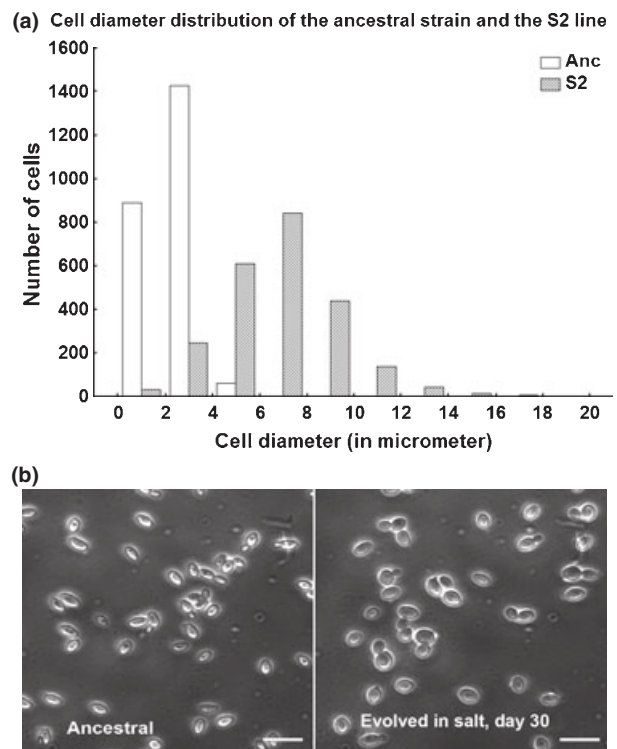 (a) Cell diameter distribution of the ancestral strain and the S2 line
1600
1400
1200
1000
800
600
400
200
0
Number of cells
Anc
S2
0 2 4 6 8 10 12 14 16 18 20
Cell diameter (in micrometer)
(b)
Ancestral
Evolved in salt, day 30